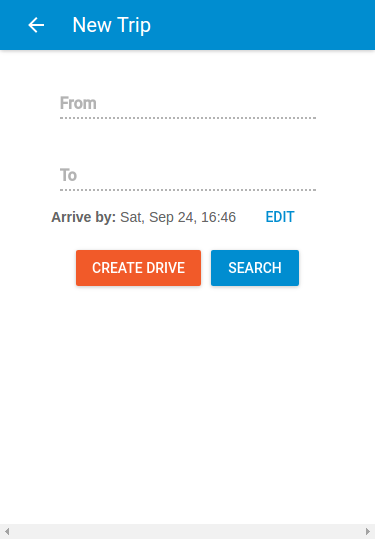 New Trip
From
To
Arrive by: Sat, Sep 24, 16:46 EDIT
CREATE DRIVE SEARCH